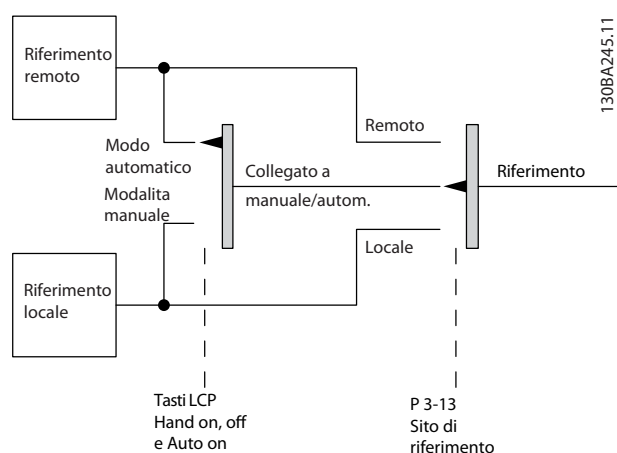 Riferimento
remoto
130BA245.11
Remoto
Modo
automatico
Collegato a
manuale/autom.
Riferimento
Modalita
manuale
Locale
Riferimento
locale
Tasti LCP
Hand on, off
e Auto on
P 3-13
Sito di
riferimento